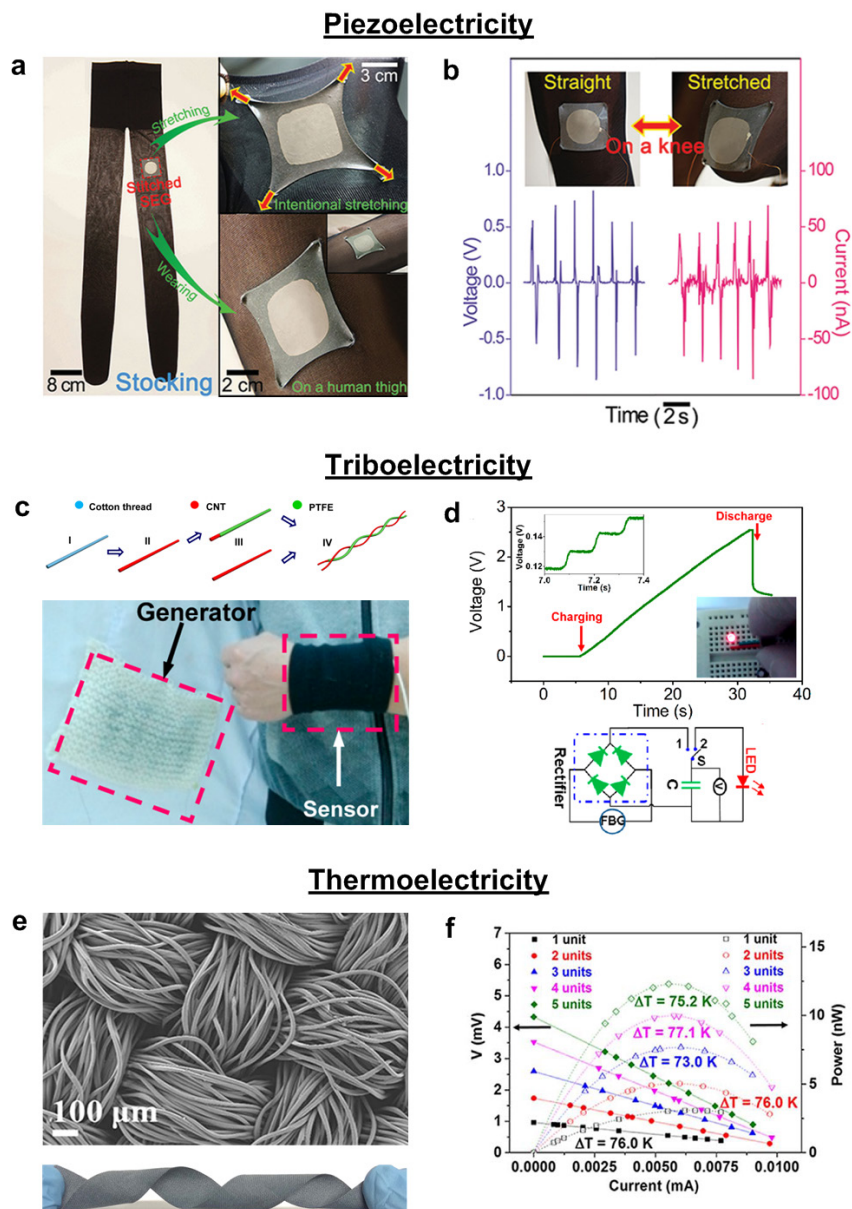 Piezoelectricity
a
Stretching
Stitched
SEG
Wearing
8 cm
Stocking
3 cm
Intentional stretching
2 cm
On a human thigh
b
Straight
Stretched
On a knee
1.0
0.5
0.0
-0.5
-1.0
Voltage (V)
100
50
0
-50
-100
Current (nA)
Time (2 s)
Triboelectricity
c
Cotton thread
CNT
PTFE
I
II
III
IV
Generator
Sensor
d
3
2
1
0
Voltage (V)
0.14
0.12
Voltage (V)
7.0 7.2 7.4
Time (s)
Charging
Discharge
0 10 20 30 40
Time (s)
Rectifier
FBG
1 2
S
C
V
LED
Thermoelectricity
e
100 μm
f
7
6
5
4
3
2
1
0
V (mV)
1 unit
2 units
3 units
4 units
5 units
1 unit
2 units
3 units
4 units
5 units
ΔT = 75.2 K
ΔT = 77.1 K
ΔT = 73.0 K
ΔT = 76.0 K
ΔT = 76.0 K
15
10
5
0
Power (nW)
0.0000 0.0025 0.0050 0.0075 0.0100
Current (mA)